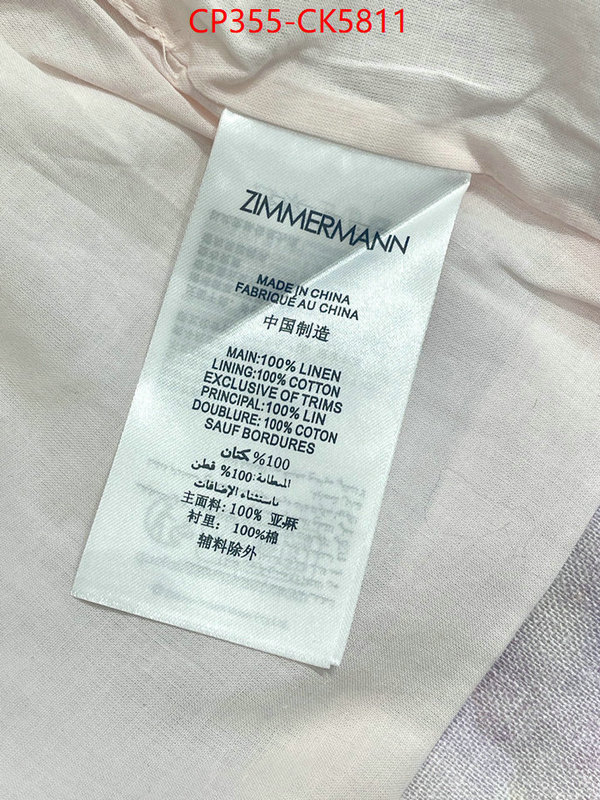 CP355-CK5811
ZIMMERMANN
MADE IN CHINA
FABRIQUÉ AU CHINA
中国制造
MAIN:100% LINEN
LINING:100% COTTON
EXCLUSIVE OF TRIMS
PRINCIPAL:100% LIN
DOUBLURE:100% COTON
SAUF BORDURES
%100 كتان
البطانة: 100% قطن
باستثناء الإضافات
主面料: 100% 亚麻
衬里: 100%棉
辅料除外